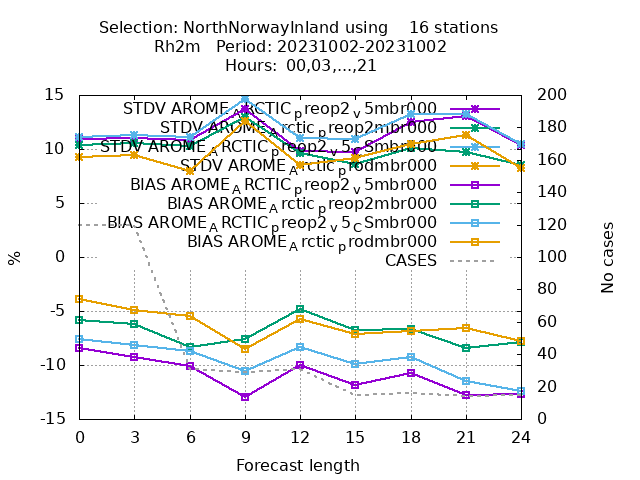 Selection: NorthNorwayInland using 16 stations
Rh2m Period: 20231002-20231002
Hours: 00,03,...,21
15 200
STDV AROME_ARCTIC_preop2_v5mbr000
180
STDV AROME_Arctic_preop2mbr000
10 160
STDV AROME_ARCTIC_preop2_v5_CSmbr000
STDV AROME_Arctic_prodmbr000
BIAS AROME_ARCTIC_preop2_v5mbr000
140
5
BIAS AROME_Arctic_preop2mbr000
BIAS AROME_ARCTIC_preop2_v5_CSmbr000
120
BIAS AROME_Arctic_prodmbr000
0 100
CASES
%
No cases
80
-5
60
-10
40
20
-15 0
0 3 6 9 12 15 18 21 24
Forecast length